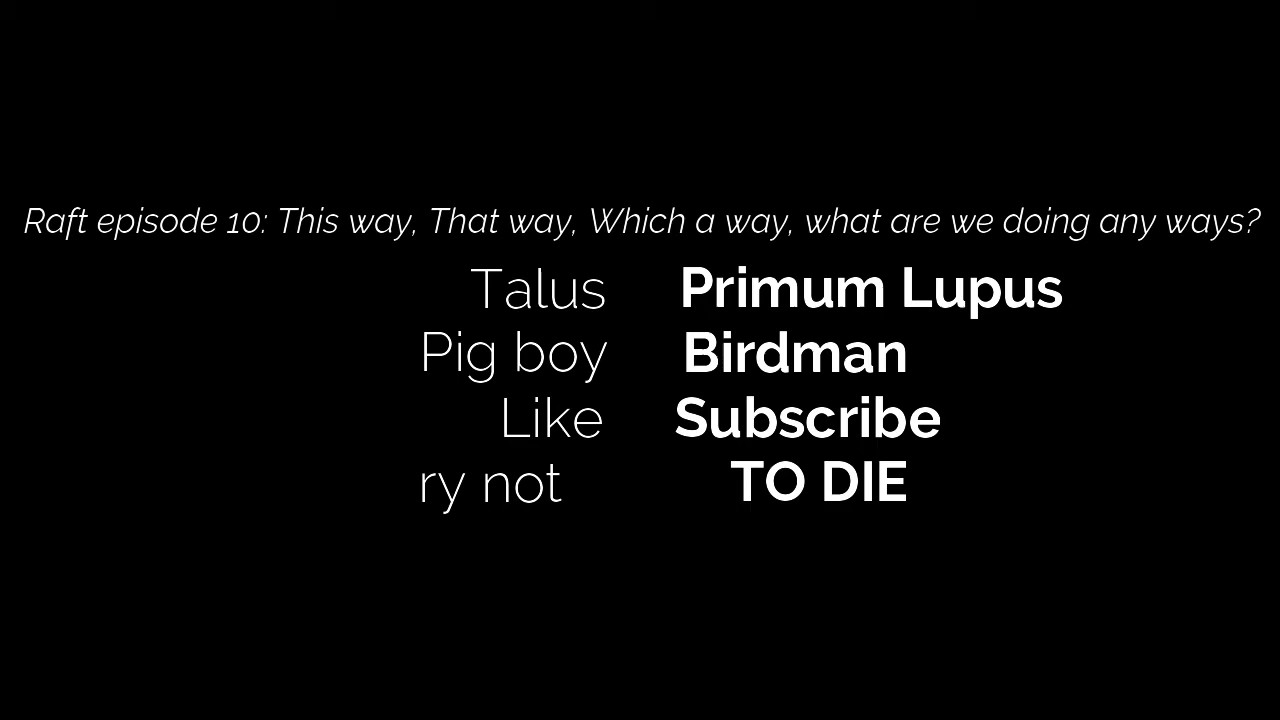 Raft episode 10: This way, That way, Which a way, what are we doing any ways?
Talus Primum Lupus
Pig boy Birdman
Like Subscribe
ry not TO DIE